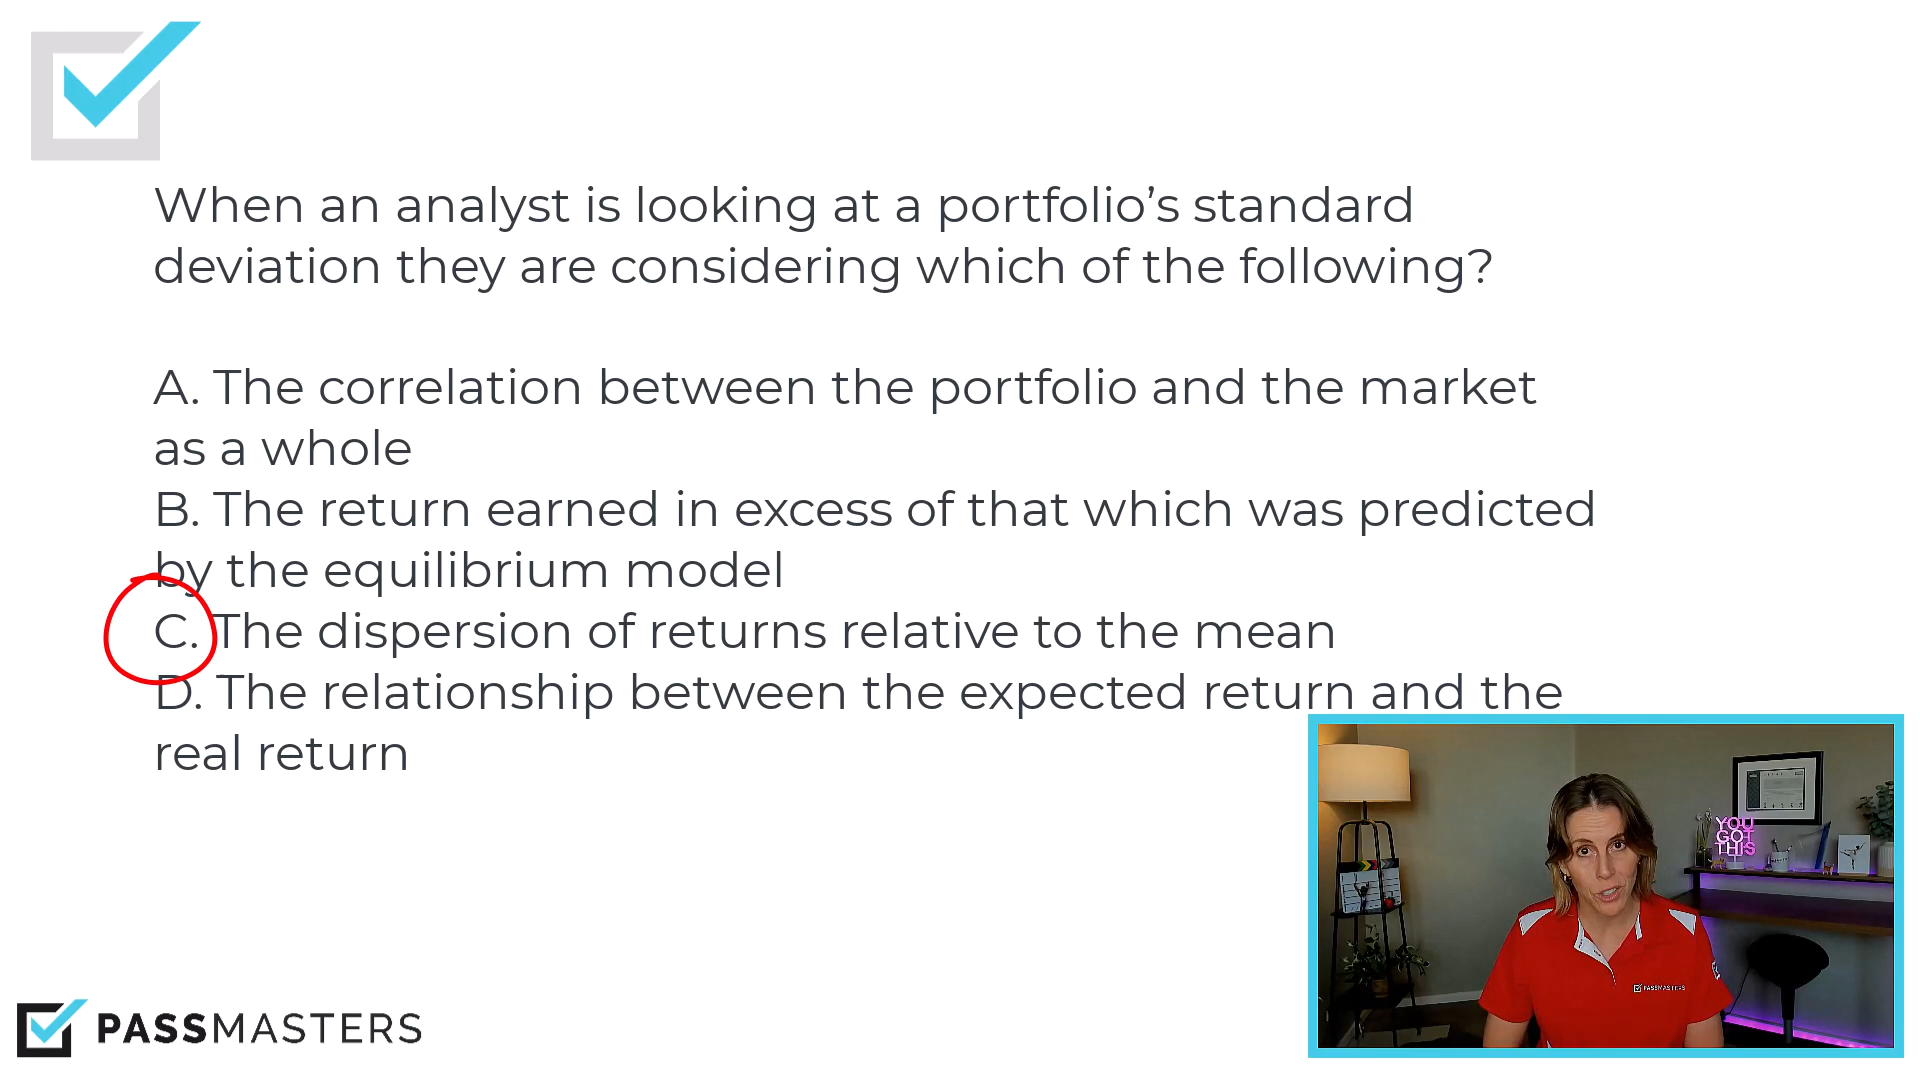 When an analyst is looking at a portfolio’s standard
deviation they are considering which of the following?
A. The correlation between the portfolio and the market
as a whole
B. The return earned in excess of that which was predicted
by the equilibrium model
C. The dispersion of returns relative to the mean
D. The relationship between the expected return and the
real return
YOU
GOT
THIS
PASSMASTERS
PASSMASTERS